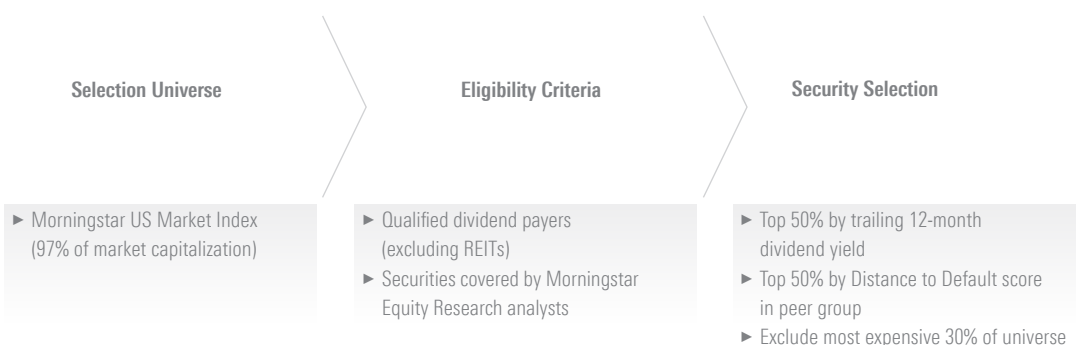 Selection Universe
Eligibility Criteria
Security Selection
► Morningstar US Market Index
(97% of market capitalization)
► Qualified dividend payers
(excluding REITs)
► Securities covered by Morningstar
Equity Research analysts
► Top 50% by trailing 12-month
dividend yield
► Top 50% by Distance to Default score
in peer group
► Exclude most expensive 30% of universe